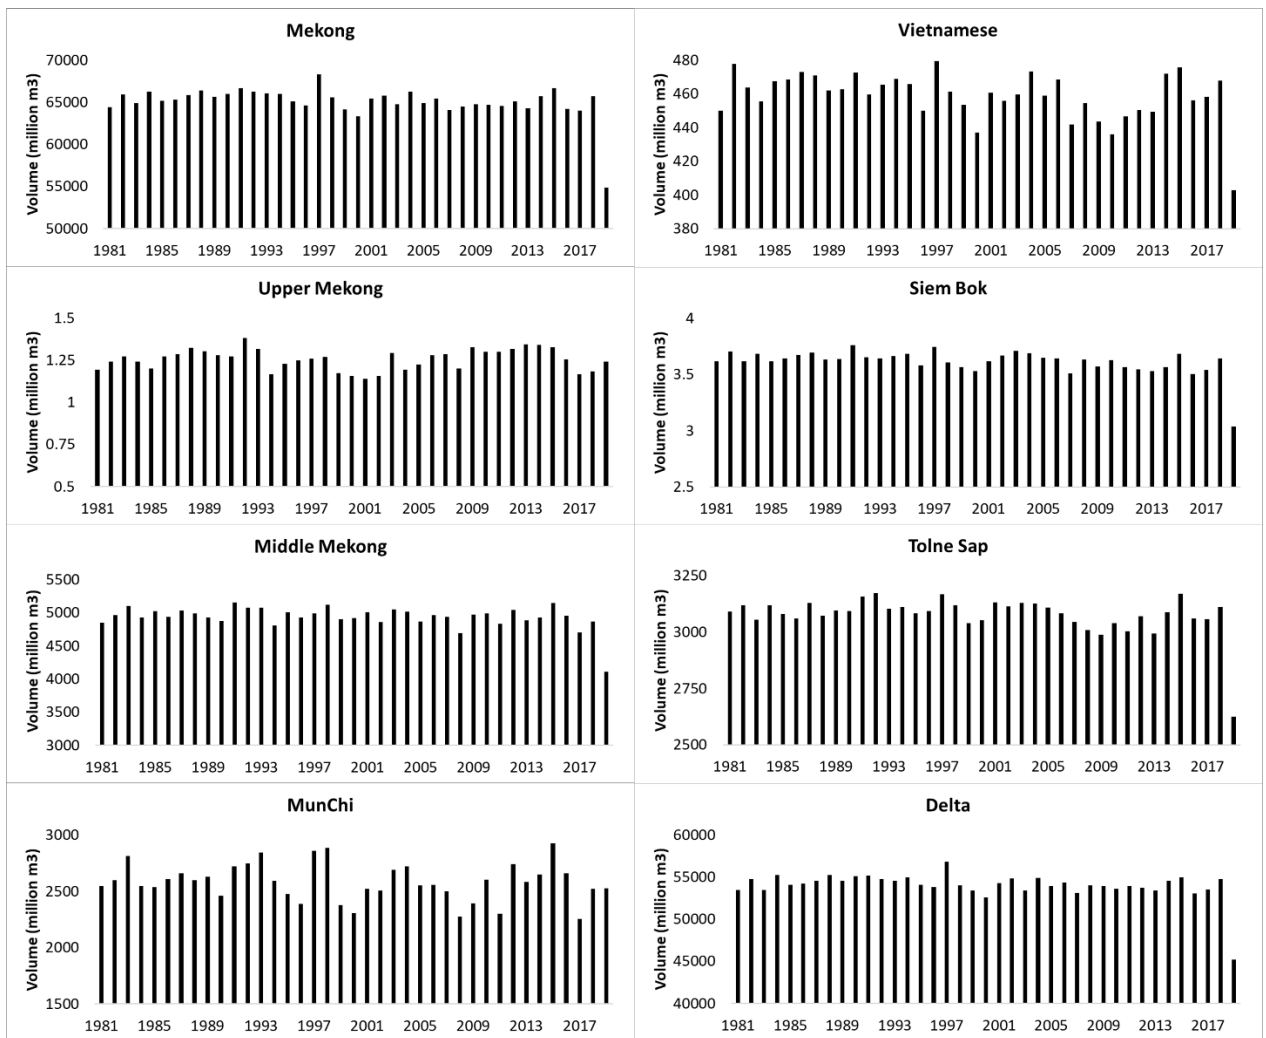 Mekong
Volume (million m3)
70000
65000
60000
55000
50000
1981 1985 1989 1993 1997 2001 2005 2009 2013 2017
Vietnamese
Volume (million m3)
480
460
440
420
400
380
1981 1985 1989 1993 1997 2001 2005 2009 2013 2017
Upper Mekong
Volume (million m3)
1.5
1.25
1
0.75
0.5
1981 1985 1989 1993 1997 2001 2005 2009 2013 2017
Siem Bok
Volume (million m3)
4
3.5
3
2.5
1981 1985 1989 1993 1997 2001 2005 2009 2013 2017
Middle Mekong
Volume (million m3)
5500
5000
4500
4000
3500
3000
1981 1985 1989 1993 1997 2001 2005 2009 2013 2017
Tolne Sap
Volume (million m3)
3250
3000
2750
2500
1981 1985 1989 1993 1997 2001 2005 2009 2013 2017
MunChi
Volume (million m3)
3000
2500
2000
1500
1981 1985 1989 1993 1997 2001 2005 2009 2013 2017
Delta
Volume (million m3)
60000
55000
50000
45000
40000
1981 1985 1989 1993 1997 2001 2005 2009 2013 2017